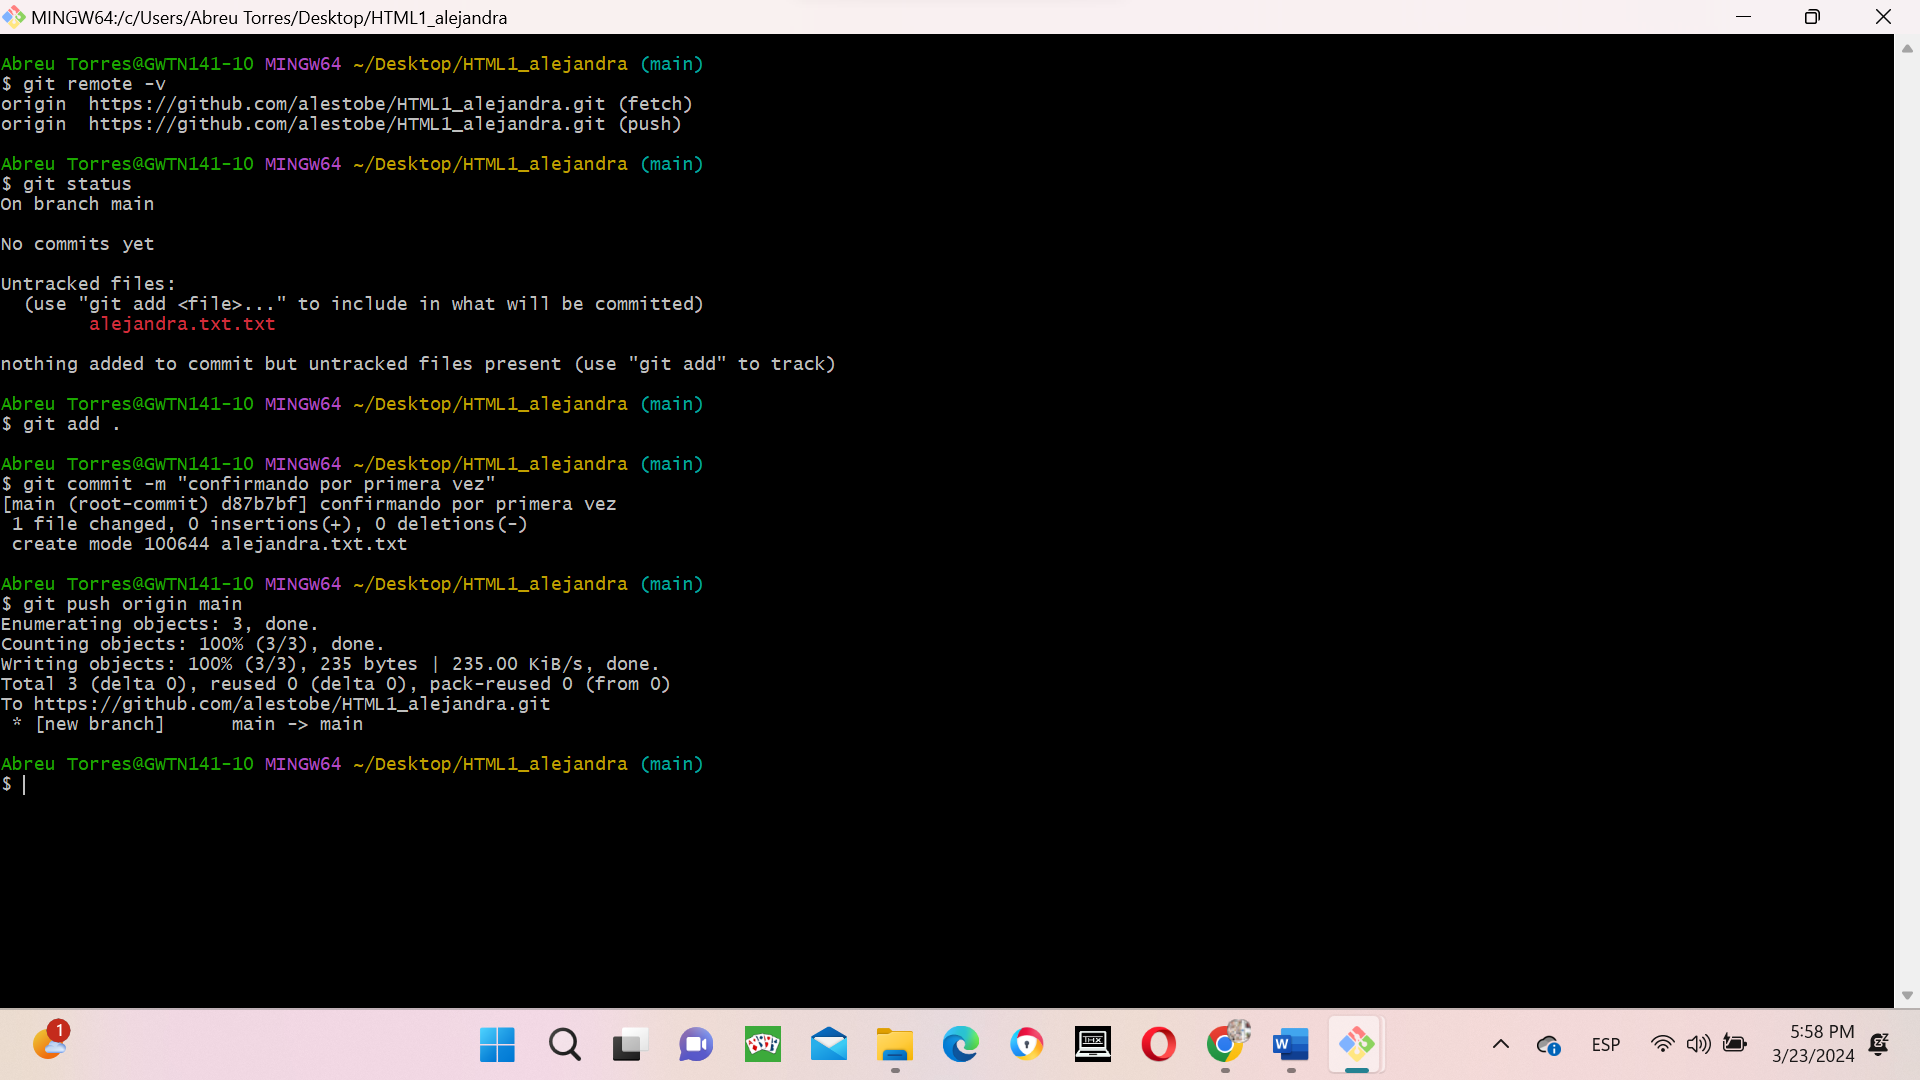 MINGW64:/c/Users/Abreu Torres/Desktop/HTML1_alejandra
Abreu Torres@GWTN141-10 MINGW64 ~/Desktop/HTML1_alejandra (main)
$ git remote -v
origin  https://github.com/alestobe/HTML1_alejandra.git (fetch)
origin  https://github.com/alestobe/HTML1_alejandra.git (push)
Abreu Torres@GWTN141-10 MINGW64 ~/Desktop/HTML1_alejandra (main)
$ git status
On branch main
No commits yet
Untracked files:
  (use "git add <file>..." to include in what will be committed)
        alejandra.txt.txt
nothing added to commit but untracked files present (use "git add" to track)
Abreu Torres@GWTN141-10 MINGW64 ~/Desktop/HTML1_alejandra (main)
$ git add .
Abreu Torres@GWTN141-10 MINGW64 ~/Desktop/HTML1_alejandra (main)
$ git commit -m "confirmando por primera vez"
[main (root-commit) d87b7bf] confirmando por primera vez
 1 file changed, 0 insertions(+), 0 deletions(-)
 create mode 100644 alejandra.txt.txt
Abreu Torres@GWTN141-10 MINGW64 ~/Desktop/HTML1_alejandra (main)
$ git push origin main
Enumerating objects: 3, done.
Counting objects: 100% (3/3), done.
Writing objects: 100% (3/3), 235 bytes | 235.00 KiB/s, done.
Total 3 (delta 0), reused 0 (delta 0), pack-reused 0 (from 0)
To https://github.com/alestobe/HTML1_alejandra.git
 * [new branch]      main -> main
Abreu Torres@GWTN141-10 MINGW64 ~/Desktop/HTML1_alejandra (main)
$
1
THX
W
ESP
5:58 PM
3/23/2024